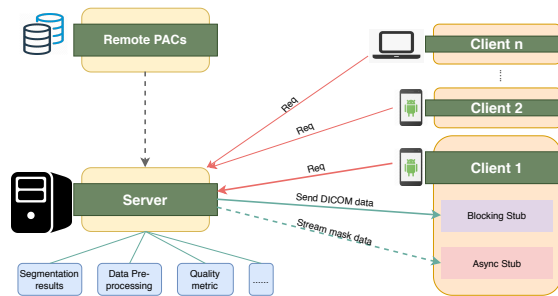 Remote PACs
Client n
Client 2
Client 1
Req
Req
Req
Server
Send DICOM data
Stream mask data
Blocking Stub
Async Stub
Segmentation
results
Data Pre-
processing
Quality
metric
......